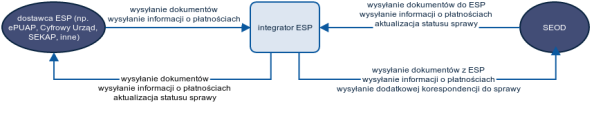 dostawca ESP (np.
ePUAP, Cyfrowy Urząd,
SEKAP, inne)
wysyłanie dokumentów
wysyłanie informacji o płatnościach
integrator ESP
wysyłanie dokumentów do ESP
wysyłanie informacji o płatnościach
aktualizacja statusu sprawy
SEOD
wysyłanie dokumentów
wysyłanie informacji o płatnościach
aktualizacja statusu sprawy
wysyłanie dokumentów z ESP
wysyłanie informacji o płatnościach
wysyłanie dodatkowej korespondencji do sprawy